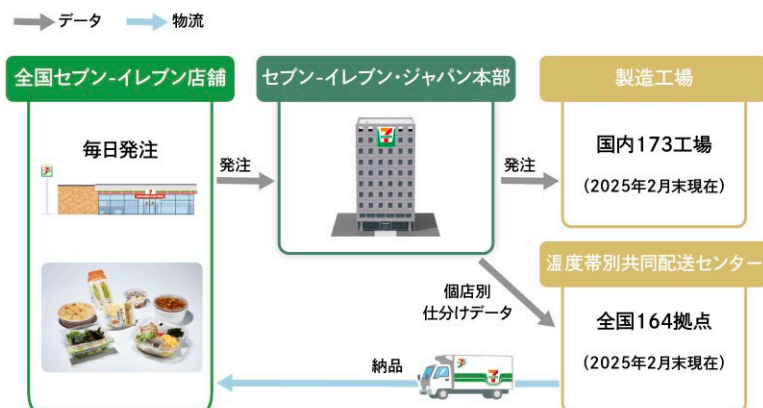 データ
物流
全国セブン-イレブン店舗
毎日発注
発注
セブン-イレブン・ジャパン本部
発注
製造工場
国内173工場
(2025年2月末現在)
個店別
仕分けデータ
温度帯別共同配送センター
全国164拠点
(2025年2月末現在)
納品